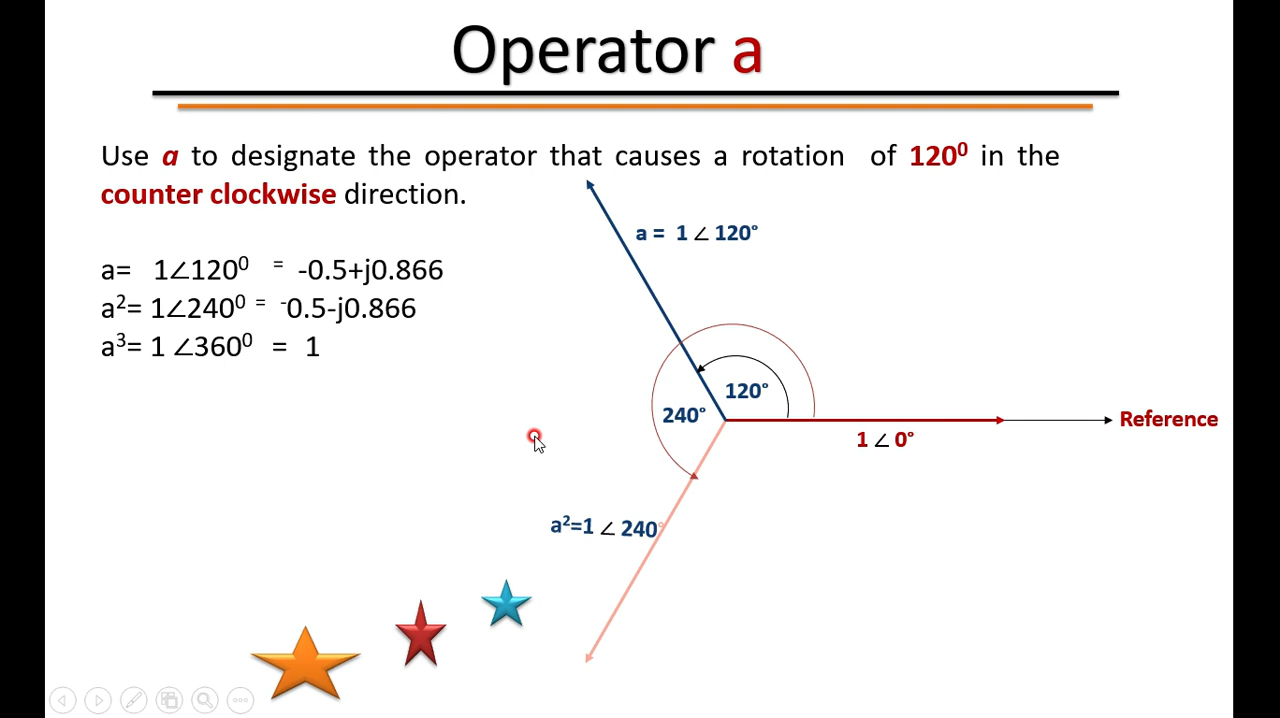 Operator a
Use a to designate the operator that causes a rotation of 120⁰ in the
counter clockwise direction.
a = 1 ∠ 120°
a= 1∠120⁰ = -0.5+j0.866
a²= 1∠240⁰ = -0.5-j0.866
a³= 1 ∠360⁰ = 1
120°
240°
Reference
1 ∠ 0°
a²=1 ∠ 240°